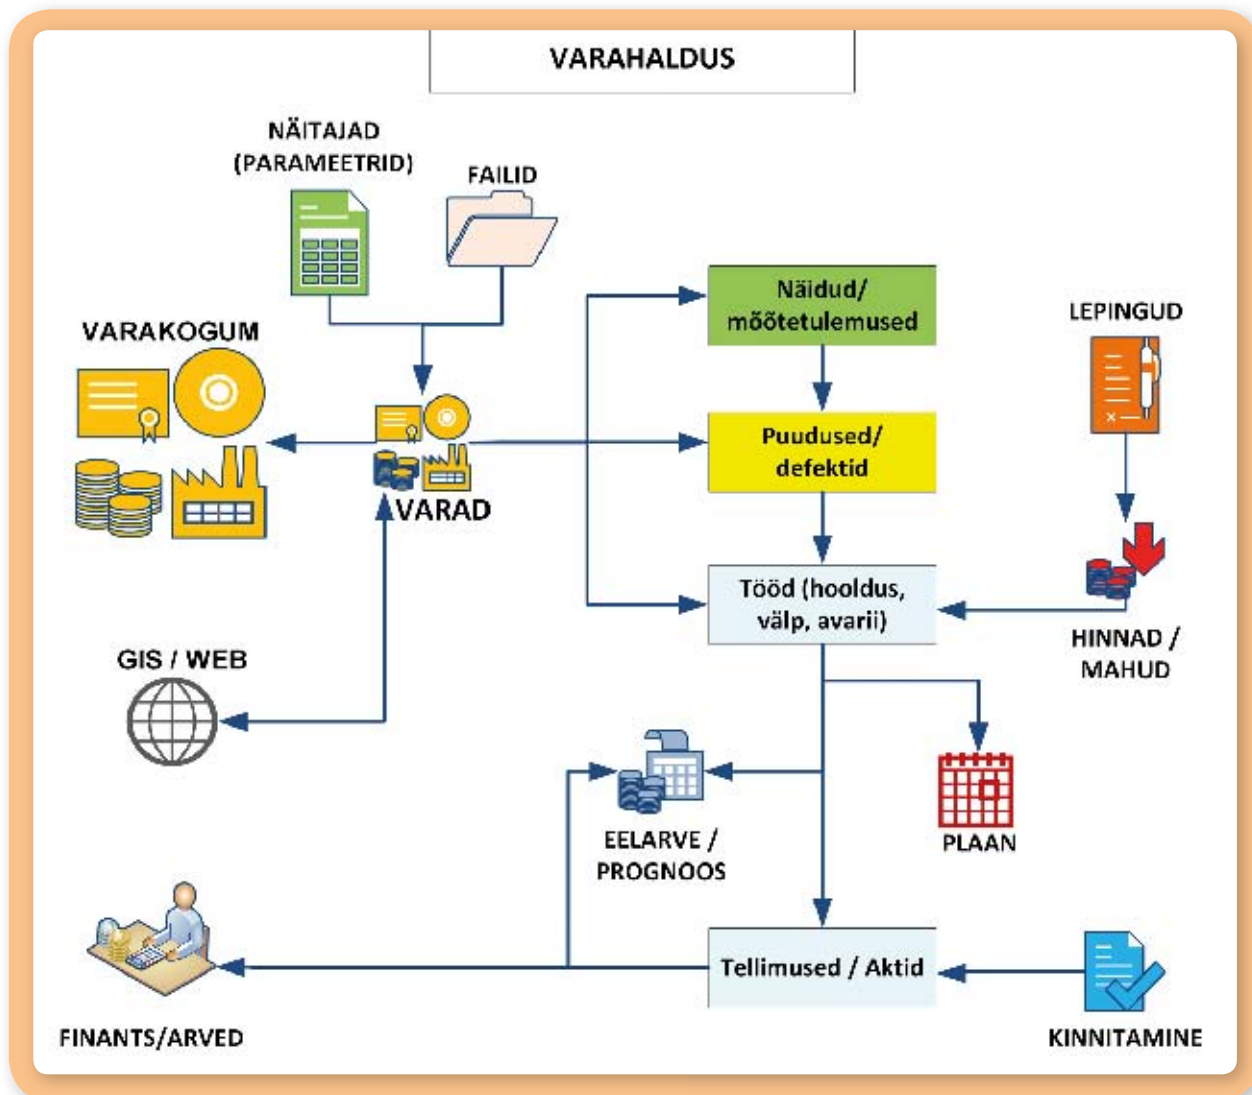 VARAHALDUS
NÄITAJAD
(PARAMEETRID)
FAILID
VARAKOGUM
VARAD
Näidud/
mõõtetulemused
Puudused/
defektid
Tööd (hooldus,
välp, avarii)
LEPINGUD
HINNAD /
MAHUD
GIS / WEB
EELARVE /
PROGNOOS
PLAAN
Tellimused / Aktid
FINANTS/ARVED
KINNITAMINE